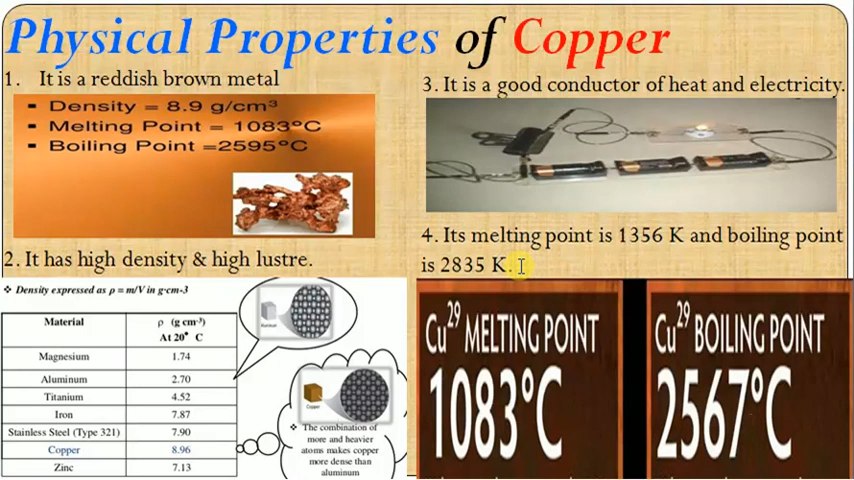 Physical Properties of Copper
1. It is a reddish brown metal
▪ Density = 8.9 g/cm³
▪ Melting Point = 1083°C
▪ Boiling Point =2595°C
2. It has high density & high lustre.
❖ Density expressed as ρ = m/V in g·cm-3
Material ρ (g cm-³)
At 20° C
Magnesium 1.74
Aluminum 2.70
Titanium 4.52
Iron 7.87
Stainless Steel (Type 321) 7.90
Copper 8.96
Zinc 7.13
Copper
❖ The combination of
more and heavier
atoms makes copper
more dense than
aluminum
3. It is a good conductor of heat and electricity.
4. Its melting point is 1356 K and boiling point
is 2835 K.
Cu²⁹ MELTING POINT
1083°C
Cu²⁹ BOILING POINT
2567°C